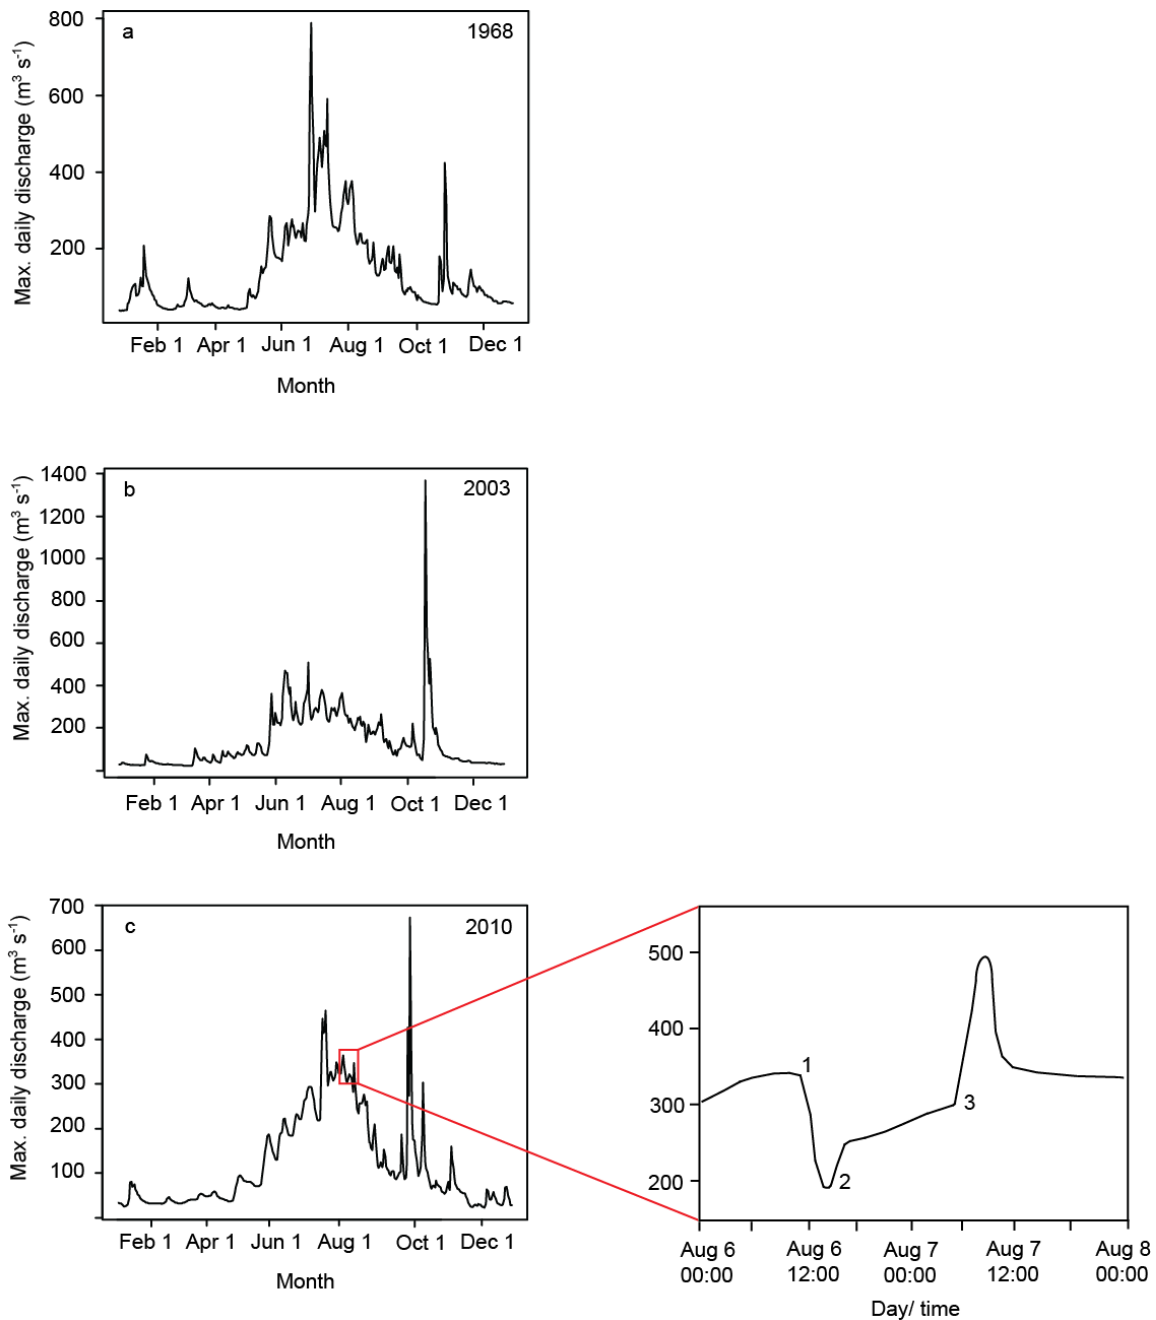 a
1968
Max. daily discharge (m³ s⁻¹)
800
600
400
200
Feb 1 Apr 1 Jun 1 Aug 1 Oct 1 Dec 1
Month
b
2003
Max. daily discharge (m³ s⁻¹)
1400
1200
1000
800
600
400
200
Feb 1 Apr 1 Jun 1 Aug 1 Oct 1 Dec 1
Month
c
2010
Max. daily discharge (m³ s⁻¹)
700
600
500
400
300
200
100
Feb 1 Apr 1 Jun 1 Aug 1 Oct 1 Dec 1
Month
500
400
300
200
1
2
3
Aug 6 Aug 6 Aug 7 Aug 7 Aug 8
00:00 12:00 00:00 12:00 00:00
Day/ time